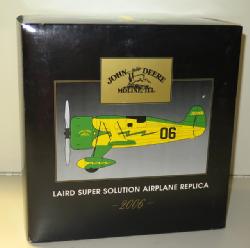 JOHN DEERE
MOLINE, ILL.
06
LAIRD SUPER SOLUTION AIRPLANE REPLICA
-2006-